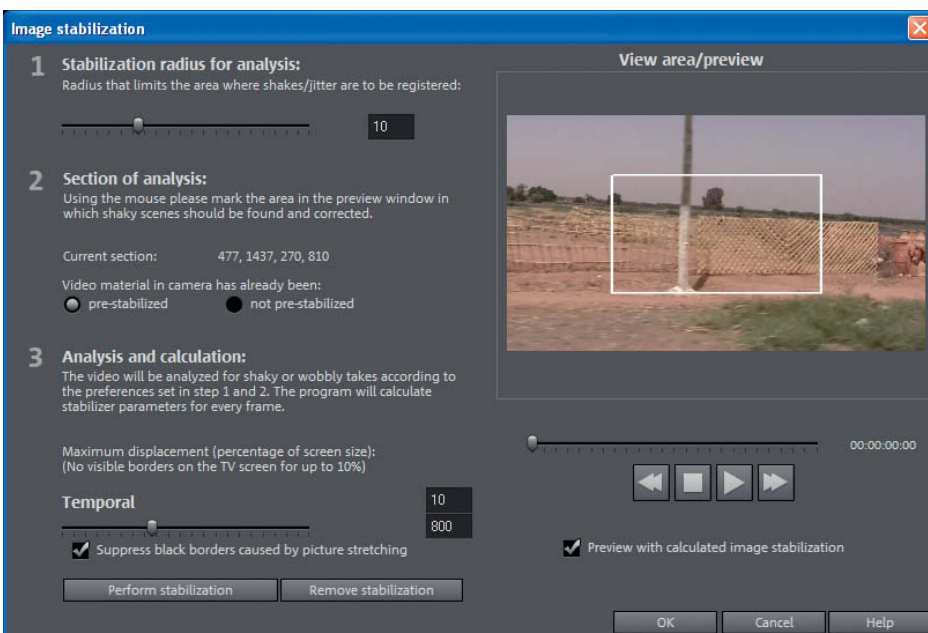 Image stabilization
1 Stabilization radius for analysis:
Radius that limits the area where shakes/jitter are to be registered:
10
2 Section of analysis:
Using the mouse please mark the area in the preview window in
which shaky scenes should be found and corrected.
Current section: 477, 1437, 270, 810
Video material in camera has already been:
pre-stabilized not pre-stabilized
3 Analysis and calculation:
The video will be analyzed for shaky or wobbly takes according to
the preferences set in step 1 and 2. The program will calculate
stabilizer parameters for every frame.
Maximum displacement (percentage of screen size):
(No visible borders on the TV screen for up to 10%)
10
Temporal
800
Suppress black borders caused by picture stretching
Perform stabilization Remove stabilization
View area/preview
00:00:00:00
Preview with calculated image stabilization
OK Cancel Help